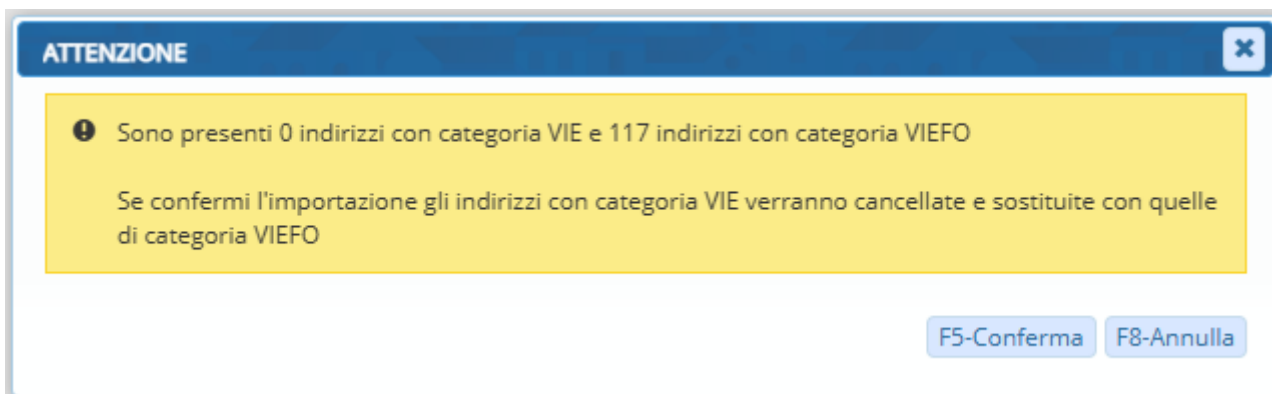 ATTENZIONE
Sono presenti 0 indirizzi con categoria VIE e 117 indirizzi con categoria VIEFO
Se confermi l'importazione gli indirizzi con categoria VIE verranno cancellate e sostituite con quelle
di categoria VIEFO
F5-Conferma F8-Annulla